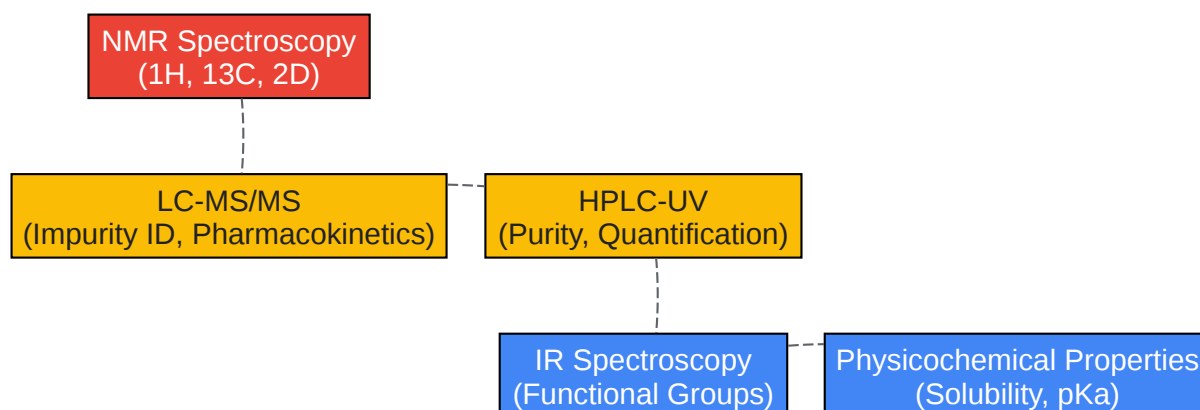 NMR Spectroscopy
(1H, 13C, 2D)
LC-MS/MS
(Impurity ID, Pharmacokinetics)
HPLC-UV
(Purity, Quantification)
IR Spectroscopy
(Functional Groups)
Physicochemical Properties
(Solubility, pKa)